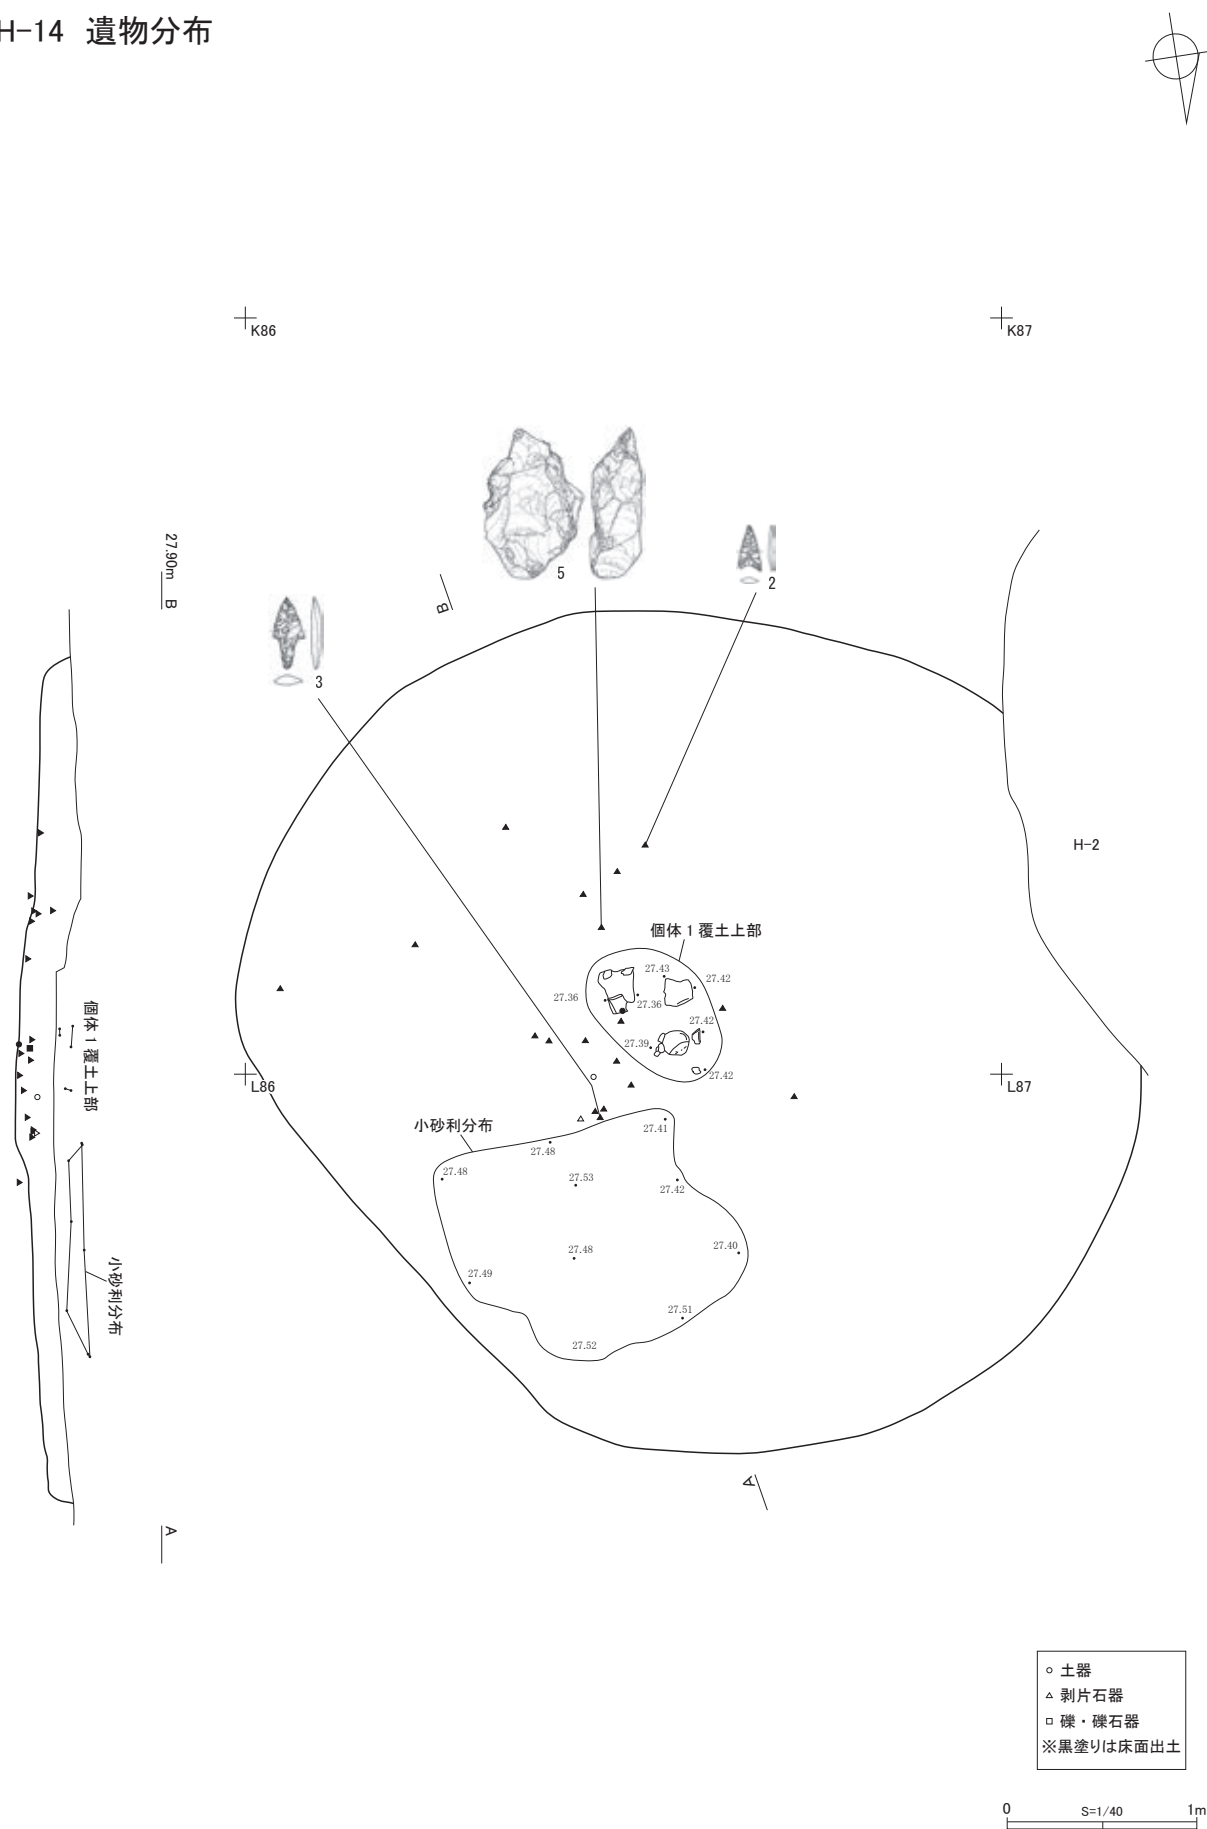 H-14 遺物分布
K86
K87
5
2
27.90m
B
B
3
H-2
個体１覆土上部
27.43
27.42
27.36
27.36
27.42
27.39
27.42
個体１覆土上部
L86
L87
小砂利分布
27.41
27.48
27.48
27.53
27.42
27.40
27.48
27.49
27.51
27.52
小砂利分布
A
A
土器
剥片石器
礫・礫石器
※黒塗りは床面出土
0 S=1/40 1m